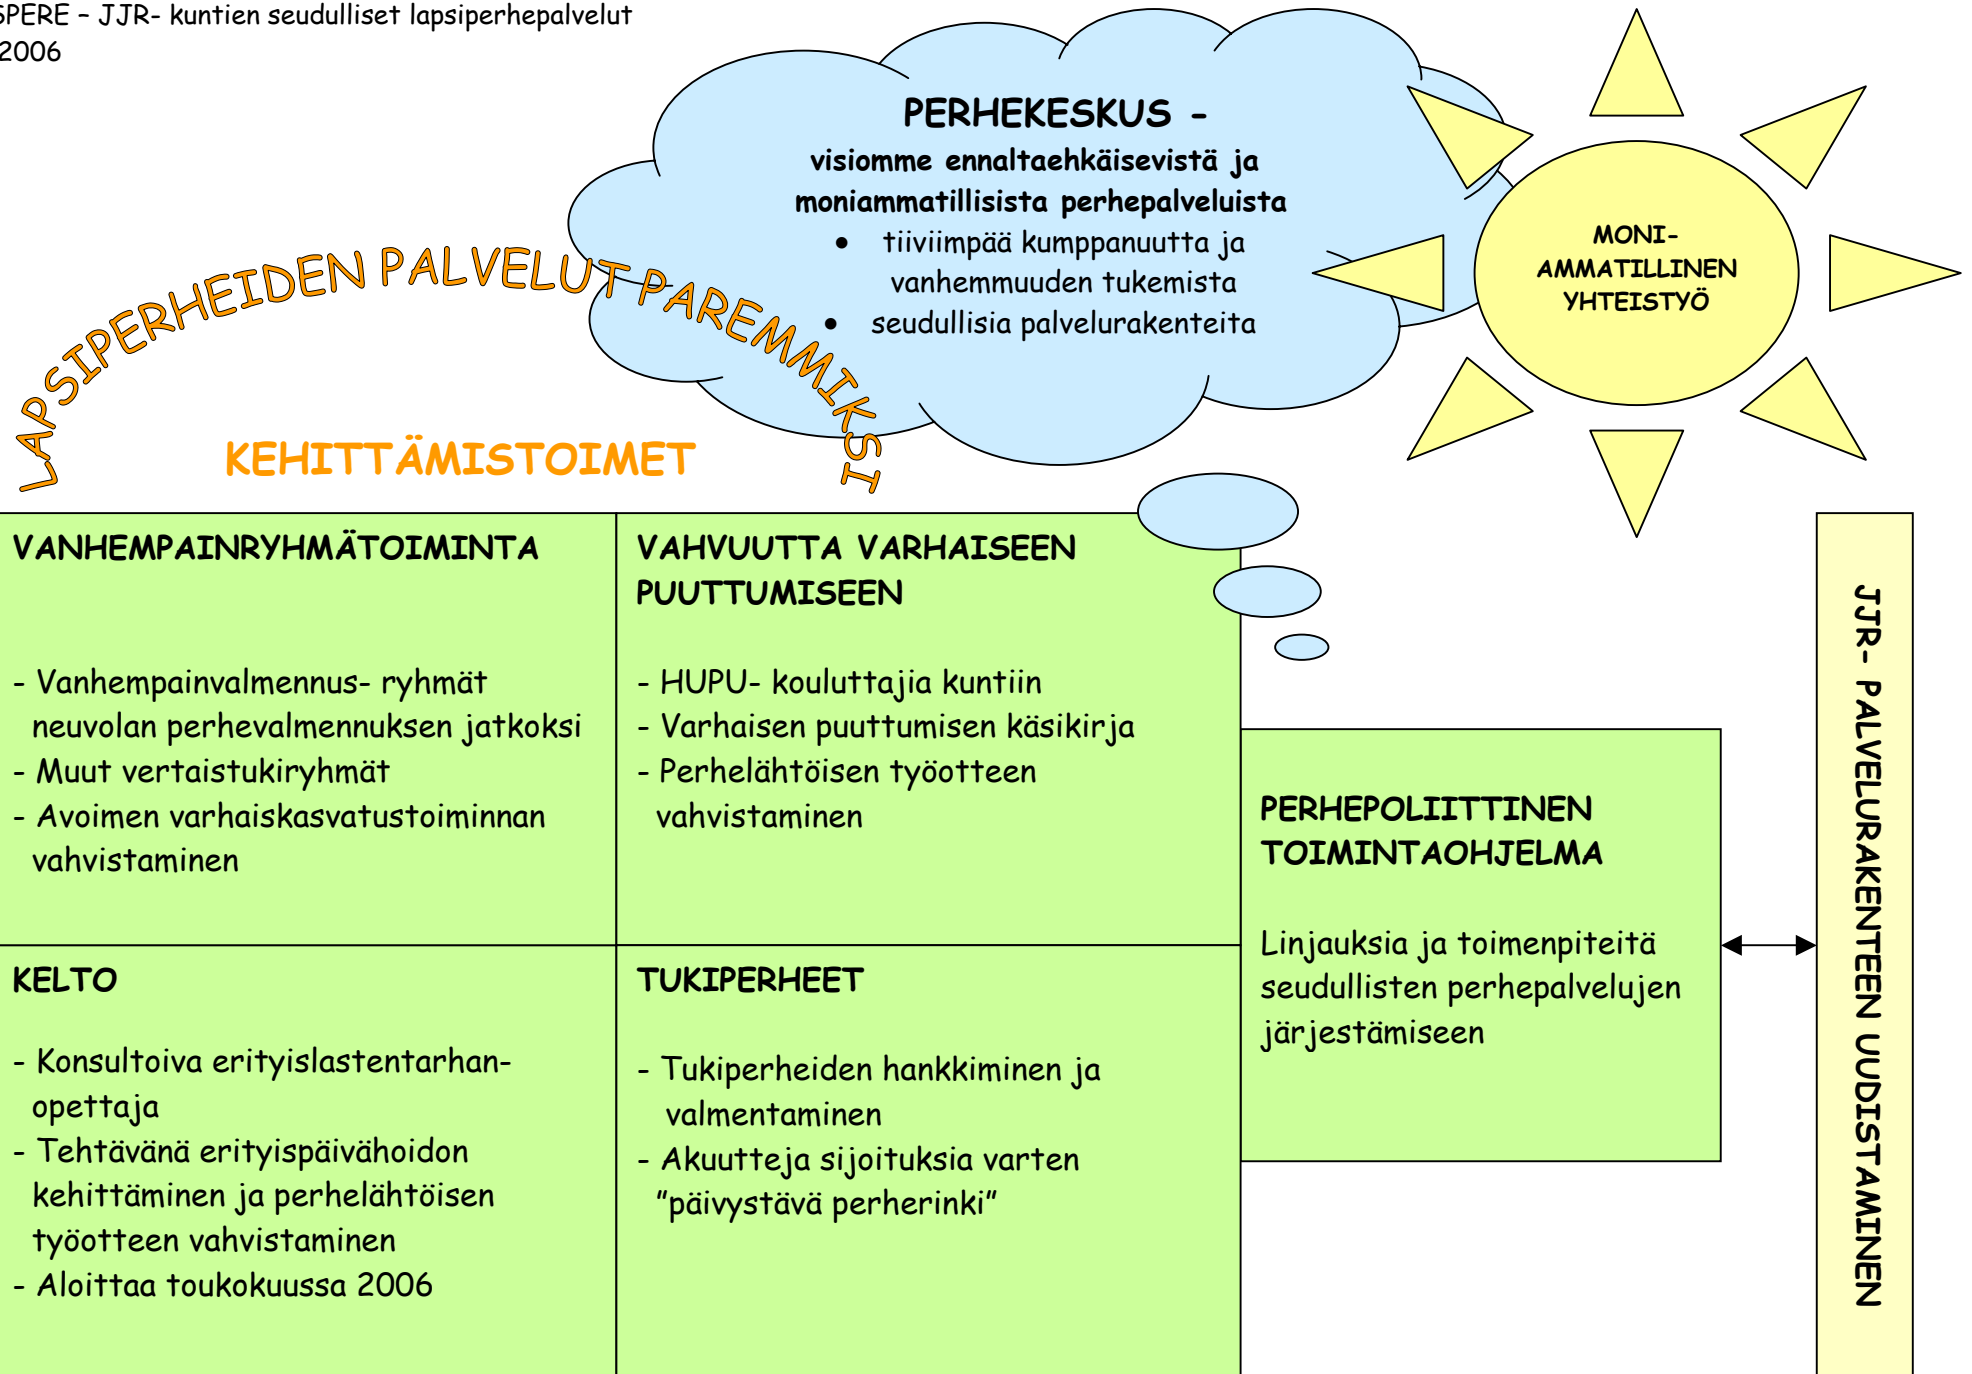 SPERE – JJR- kuntien seudulliset lapsiperhepalvelut
2006
PERHEKESKUS -
visiomme ennaltaehkäisevistä ja
moniammatillisista perhepalveluista
• tiiviimpää kumppanuutta ja
vanhemmuuden tukemista
• seudullisia palvelurakenteita
MONI-
AMMATILLINEN
YHTEISTYÖ
LAPSIPERHEIDEN PALVELUT PAREMMIKSI
KEHITTÄMISTOIMET
VANHEMPAINRYHMÄTOIMINTA
- Vanhempainvalmennus- ryhmät
neuvolan perhevalmennuksen jatkoksi
- Muut vertaistukiryhmät
- Avoimen varhaiskasvatustoiminnan
vahvistaminen
VAHVUUTTA VARHAISEEN
PUUTTUMISEEN
- HUPU- kouluttajia kuntiin
- Varhaisen puuttumisen käsikirja
- Perhelähtöisen työotteen
vahvistaminen
KELTO
- Konsultoiva erityislastentarhan-
opettaja
- Tehtävänä erityispäivähoidon
kehittäminen ja perhelähtöisen
työotteen vahvistaminen
- Aloittaa toukokuussa 2006
TUKIPERHEET
- Tukiperheiden hankkiminen ja
valmentaminen
- Akuutteja sijoituksia varten
”päivystävä perherinki”
PERHEPOLIITTINEN
TOIMINTAOHJELMA
Linjauksia ja toimenpiteitä
seudullisten perhepalvelujen
järjestämiseen
JJR- PALVELURAKENTEEN UUDISTAMINEN